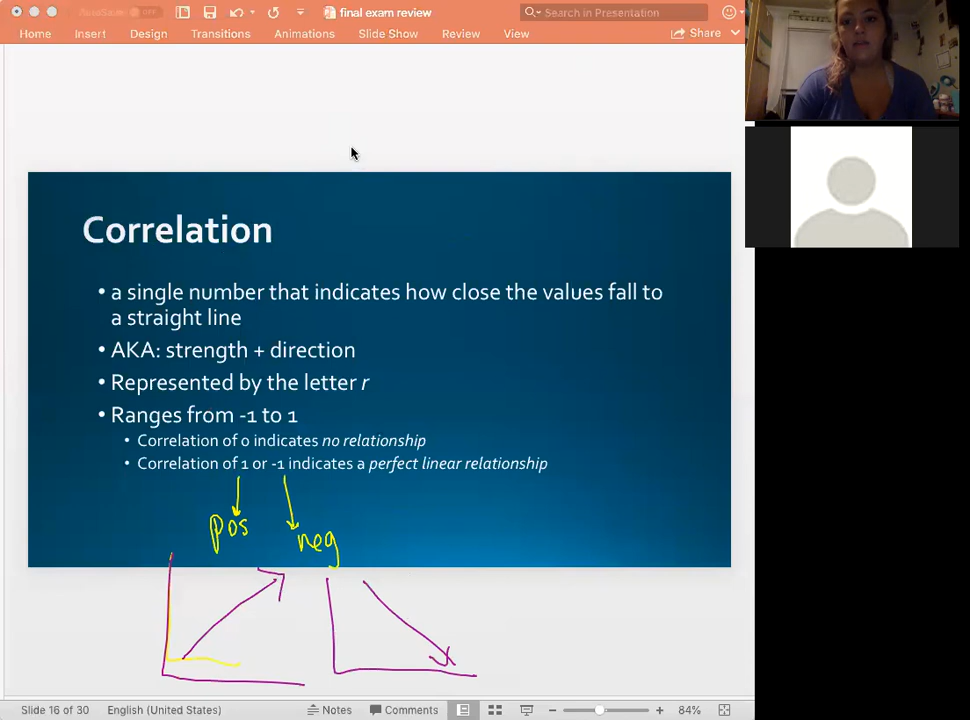 AutoSave OFF
final exam review
Search in Presentation
Home Insert Design Transitions Animations Slide Show Review View Share
Correlation
• a single number that indicates how close the values fall to
a straight line
• AKA: strength + direction
• Represented by the letter r
• Ranges from -1 to 1
• Correlation of 0 indicates no relationship
• Correlation of 1 or -1 indicates a perfect linear relationship
pos
neg
Slide 16 of 30 English (United States) Notes Comments 84%